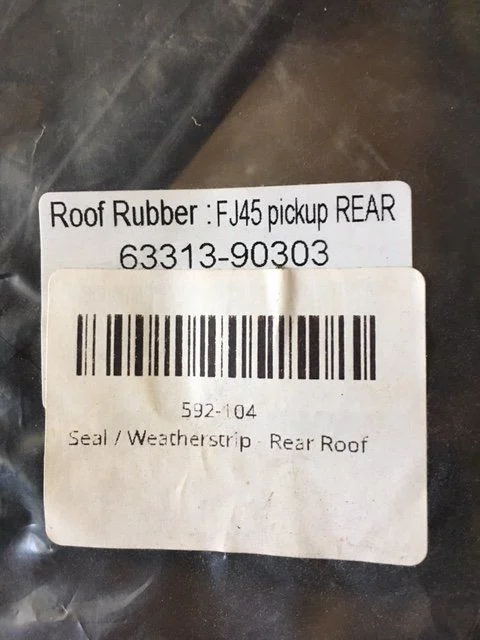 Roof Rubber : FJ45 pickup REAR
63313-90303
592-104
Seal / Weatherstrip - Rear Roof